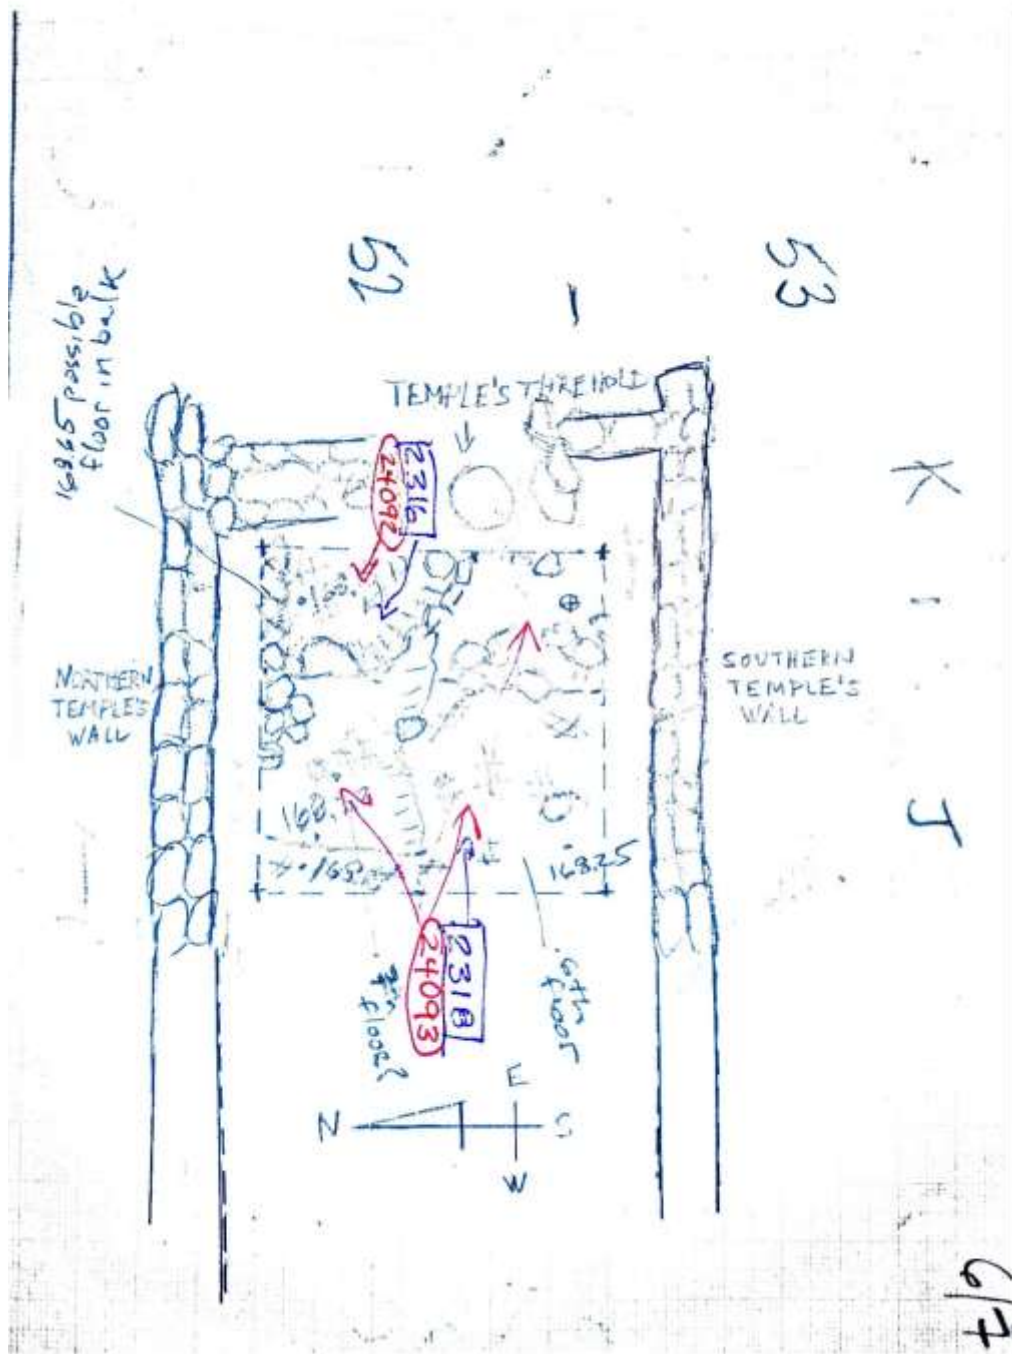 52
-
53
168.65 possible
floor in balk
TEMPLE'S THREHOLD
K
J
2316
24092
NORTHERN
TEMPLE'S
WALL
SOUTHERN
TEMPLE'S
WALL
168.25
2318
24093
6th
floor
floor?
E
N
S
W
6/7